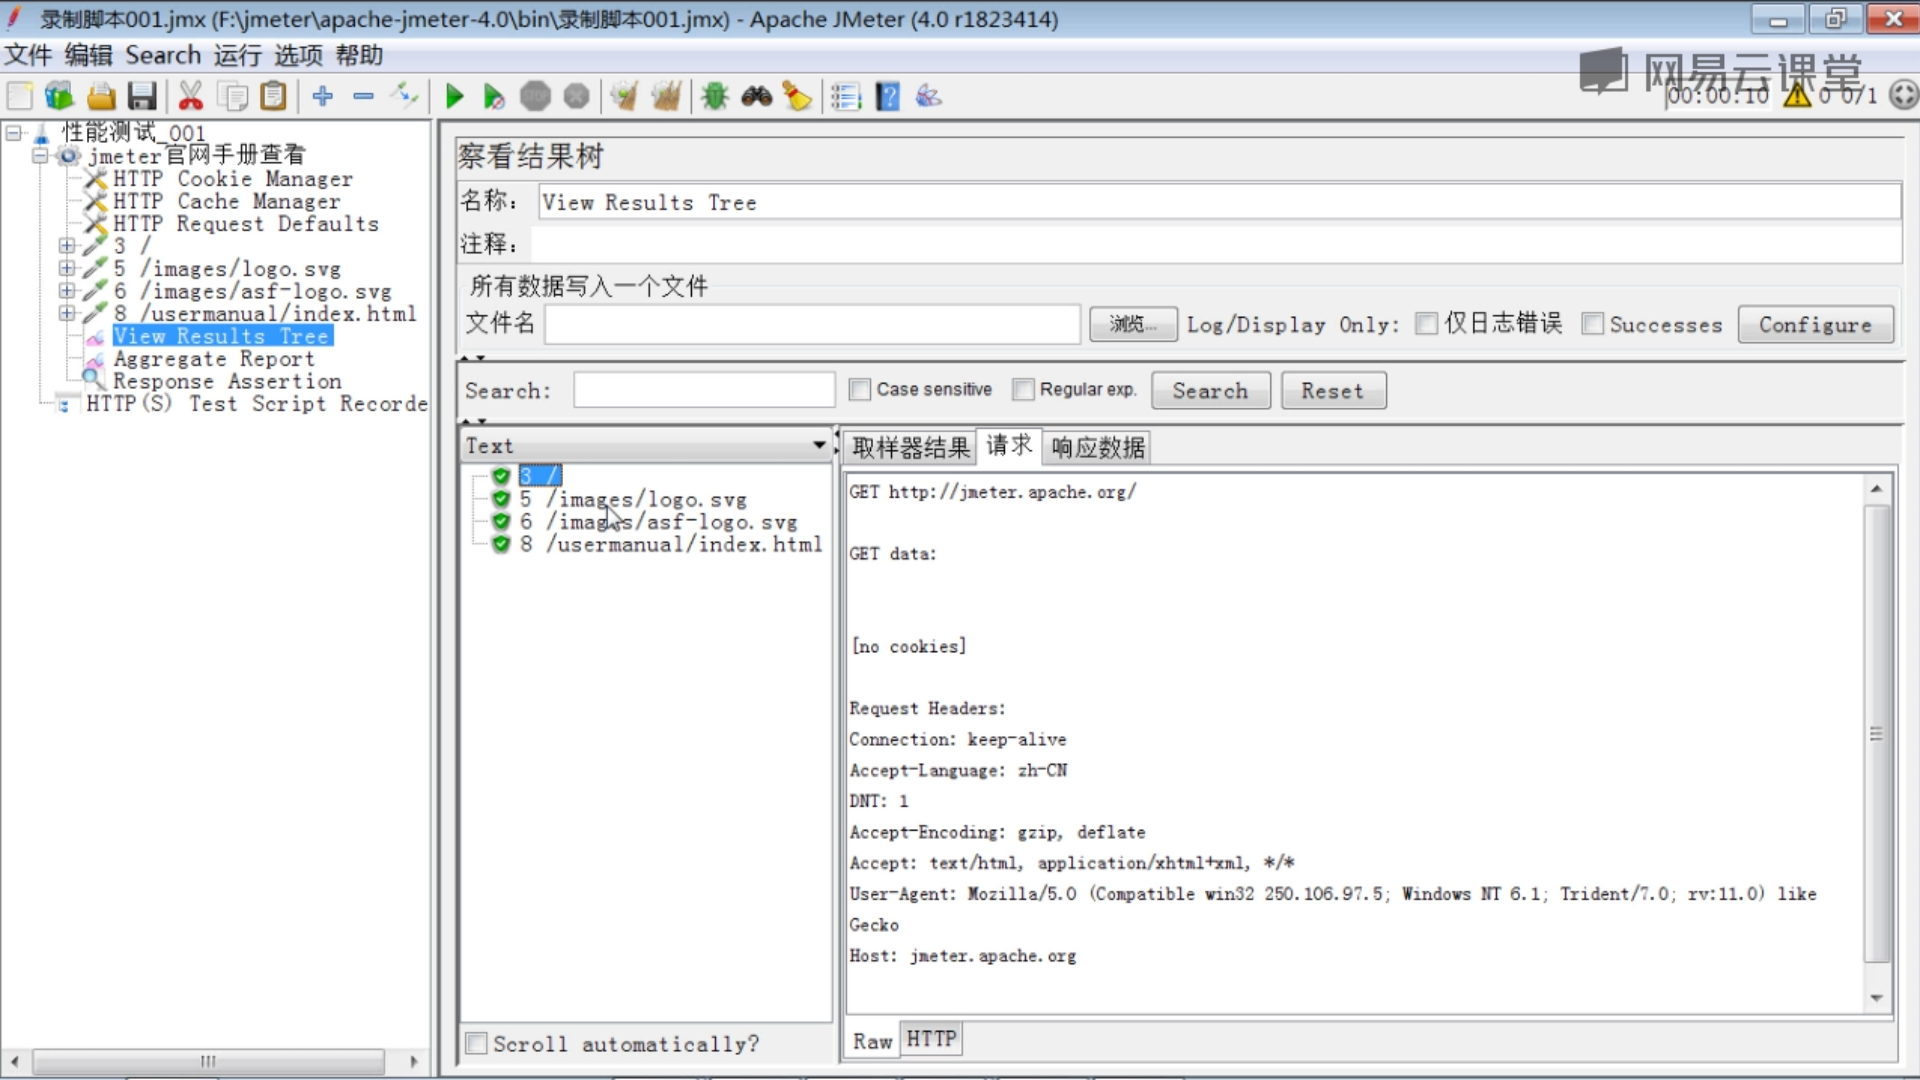 录制脚本001.jmx (F:\jmeter\apache-jmeter-4.0\bin\录制脚本001.jmx) - Apache JMeter (4.0 r1823414)
文件 编辑 Search 运行 选项 帮助
网易云课堂
00:00:10 0 0/1
性能测试_001
jmeter官网手册查看
HTTP Cookie Manager
HTTP Cache Manager
HTTP Request Defaults
3 /
5 /images/logo.svg
6 /images/asf-logo.svg
8 /usermanual/index.html
View Results Tree
Aggregate Report
Response Assertion
HTTP(S) Test Script Recorde
察看结果树
名称： View Results Tree
注释：
所有数据写入一个文件
文件名 浏览... Log/Display Only: 仅日志错误 Successes Configure
Search: Case sensitive Regular exp. Search Reset
Text
3 /
5 /images/logo.svg
6 /images/asf-logo.svg
8 /usermanual/index.html
Scroll automatically?
取样器结果 请求 响应数据
GET http://jmeter.apache.org/
GET data:
[no cookies]
Request Headers:
Connection: keep-alive
Accept-Language: zh-CN
DNT: 1
Accept-Encoding: gzip, deflate
Accept: text/html, application/xhtml+xml, */*
User-Agent: Mozilla/5.0 (Compatible win32 250.106.97.5; Windows NT 6.1; Trident/7.0; rv:11.0) like
Gecko
Host: jmeter.apache.org
Raw HTTP